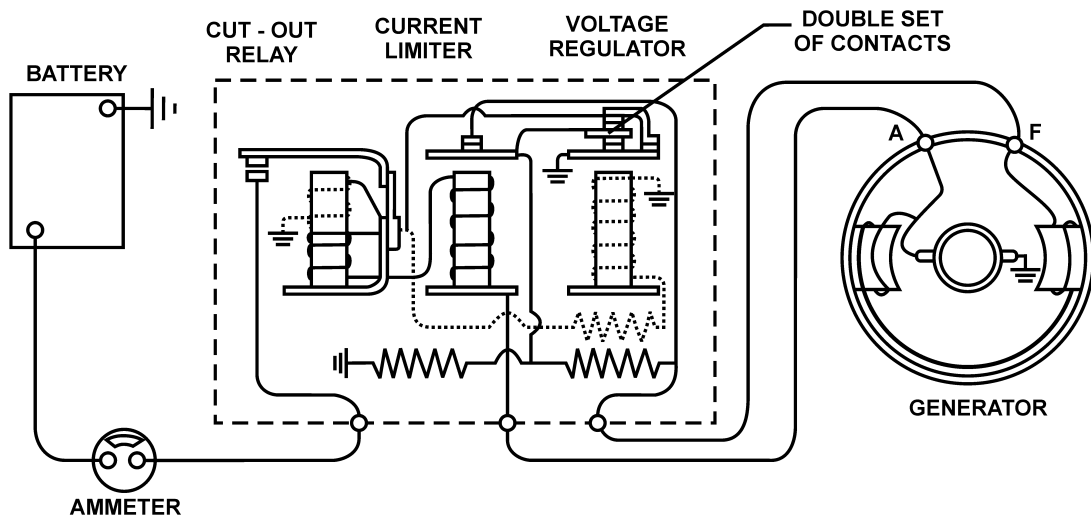 CUT - OUT
RELAY
CURRENT
LIMITER
VOLTAGE
REGULATOR
DOUBLE SET
OF CONTACTS
BATTERY
A
F
GENERATOR
AMMETER